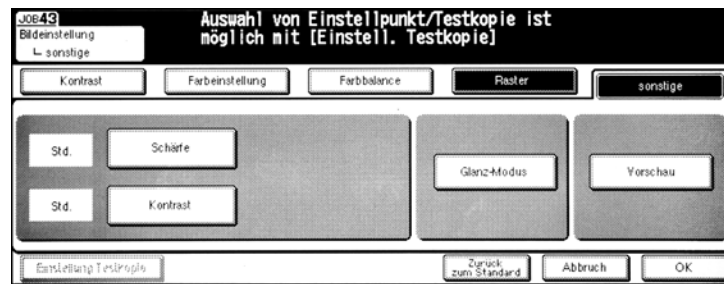 JOB43
Bildeinstellung
sonstige
Auswahl von Einstellpunkt/Testkopie ist
möglich mit [Einstell. Testkopie]
Kontrast
Farbeinstellung
Farbbalance
Raster
sonstige
Std.
Schärfe
Glanz-Modus
Vorschau
Std.
Kontrast
Einstellung Testkopie
Zurück
zum Standard
Abbruch
OK